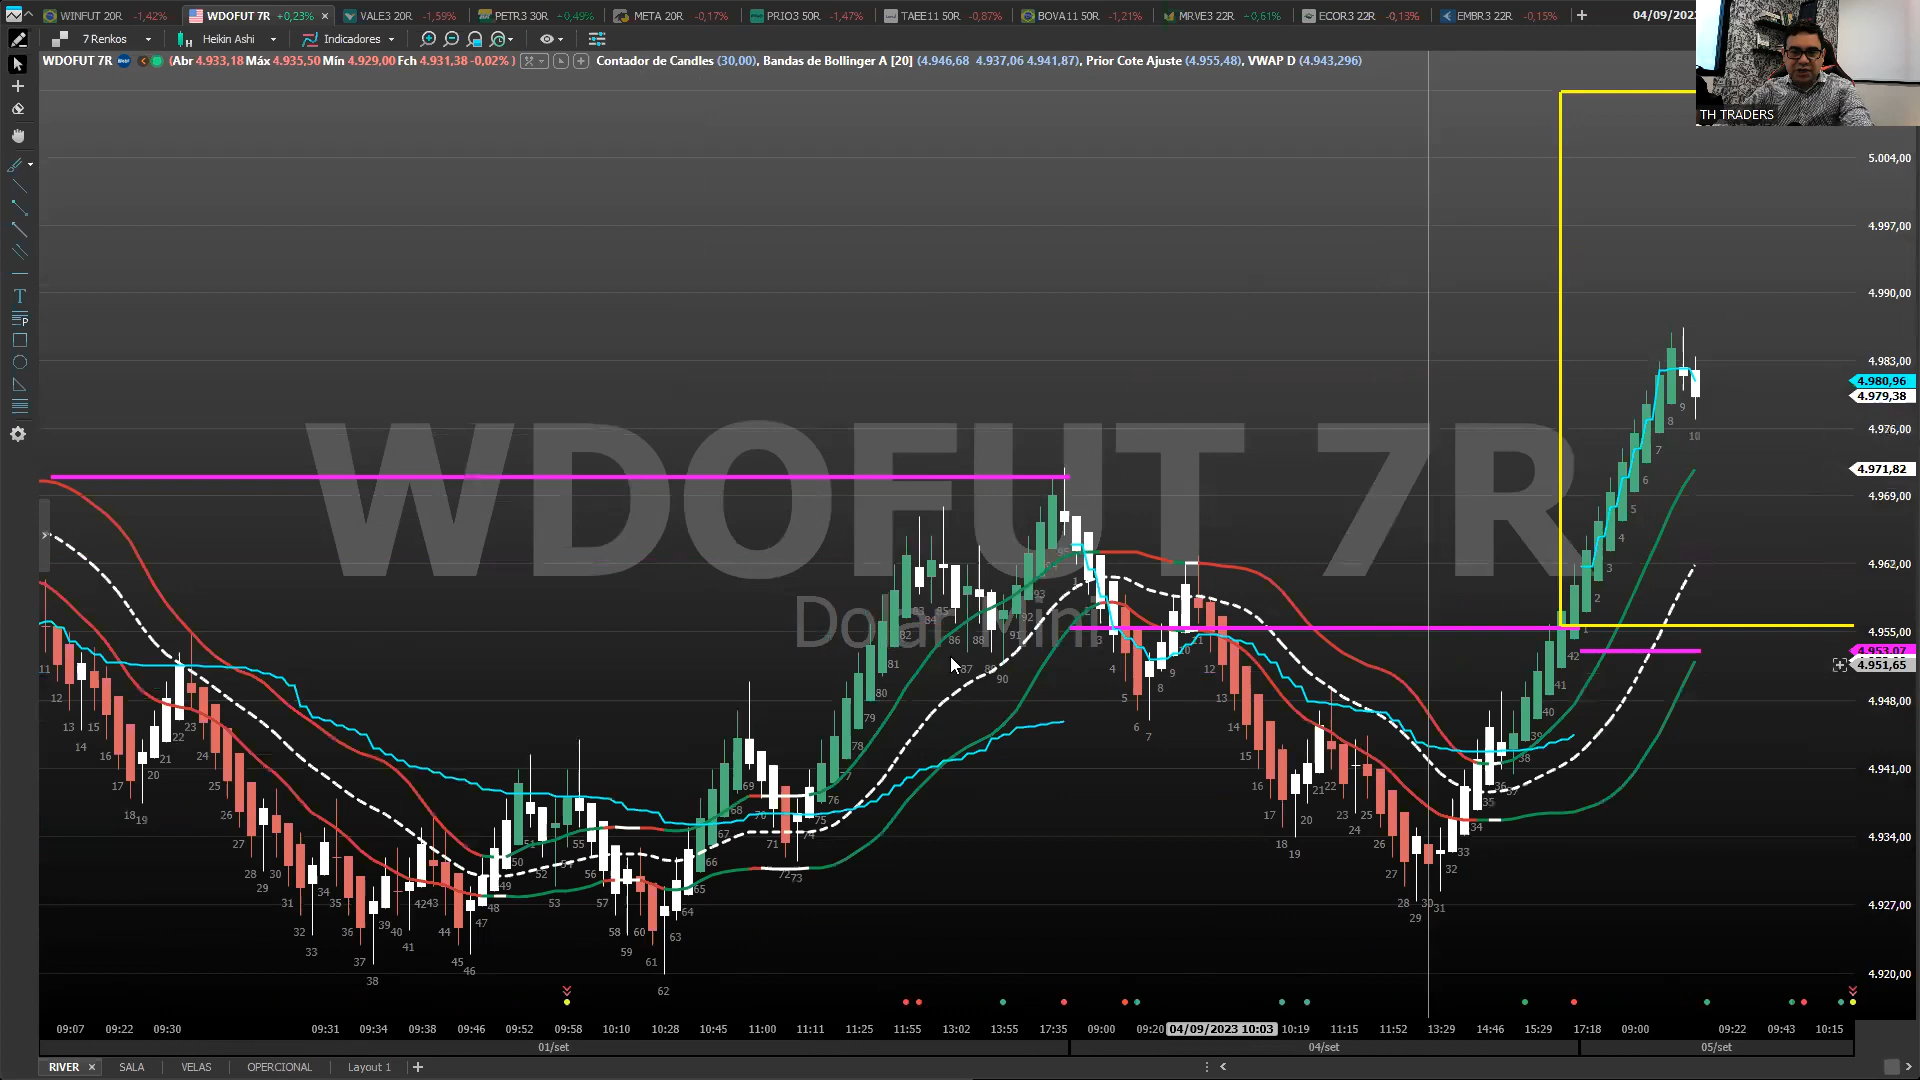 WINFUT 20R -1,42% WDOFUT 7R +0,23% × VALE3 20R -1,59% PETR3 30R +0,49% META 20R -0,17% PRIO3 50R -1,47% TAEE11 50R -0,87% BOVA11 50R -1,21% MRVE3 22R +0,61% ECOR3 22R -0,13% EMBR3 22R -0,15% + 04/09/2023
7 Renkos Heikin Ashi Indicadores
WDOFUT 7R (Abr 4.933,18 Máx 4.935,50 Mín 4.929,00 Fch 4.931,38 -0,02% ) Contador de Candles (30,00), Bandas de Bollinger A [20] (4.946,68 4.937,06 4.941,87), Prior Cote Ajuste (4.955,48), VWAP D (4.943,296)
TH TRADERS
5.004,00
4.997,00
4.990,00
4.983,00
4.980,96
4.979,38
4.976,00
4.971,82
4.969,00
4.962,00
4.955,00
4.953,07
4.951,65
4.948,00
4.941,00
4.934,00
4.927,00
4.920,00
WDOFUT 7R
Dolar Mini
09:07 09:22 09:30 09:31 09:34 09:38 09:46 09:52 09:58 10:10 10:28 10:45 11:00 11:11 11:25 11:55 13:02 13:55 17:35 09:00 09:20 04/09/2023 10:03 10:19 11:15 11:52 13:29 14:46 15:29 17:18 09:00 09:22 09:43 10:15
01/set 04/set 05/set
RIVER × SALA VELAS OPERCIONAL Layout 1 +